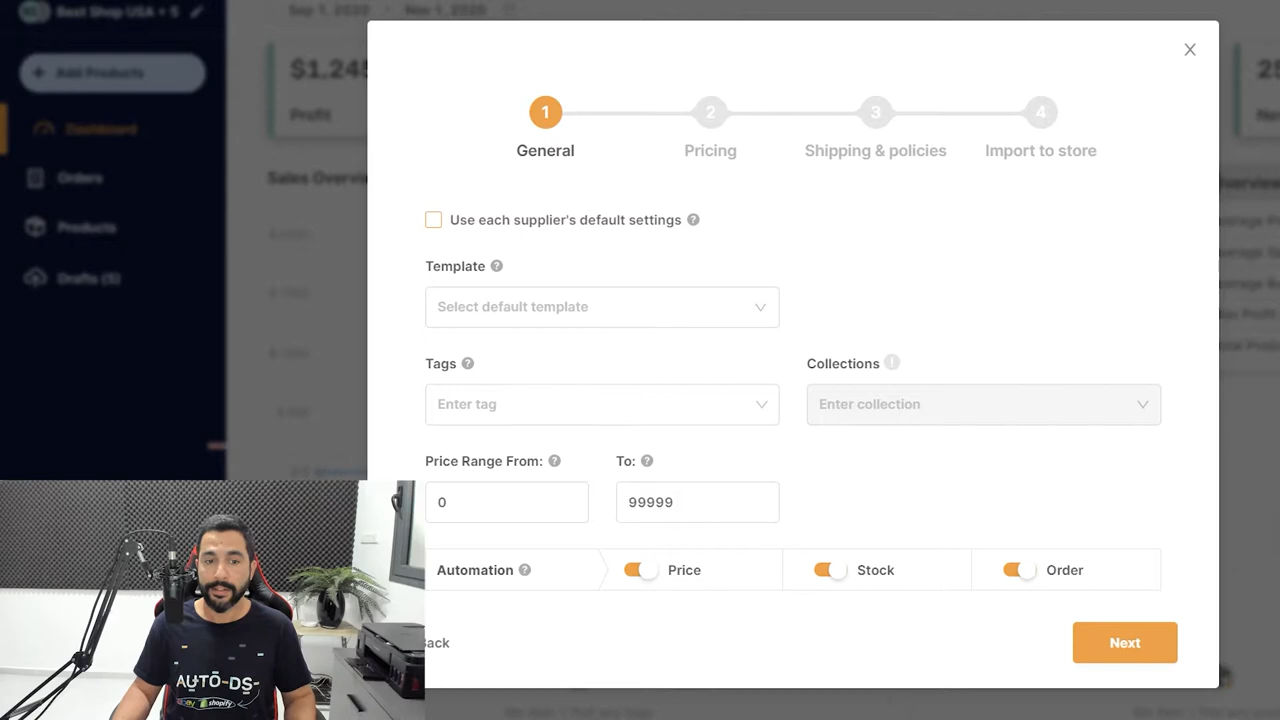 Best Shop USA + 5
Sep 1, 2020 - Nov 1, 2020
+ Add Products
Dashboard
Orders
Products
Drafts (5)
Profit
Sales Overview
1
2
3
4
General
Pricing
Shipping & policies
Import to store
Use each supplier's default settings ?
Template ?
Select default template
Tags ?
Collections !
Enter tag
Enter collection
Price Range From: ?
To: ?
0
99999
Automation ?
Price
Stock
Order
Back
Next
AUTO-DS
shopify